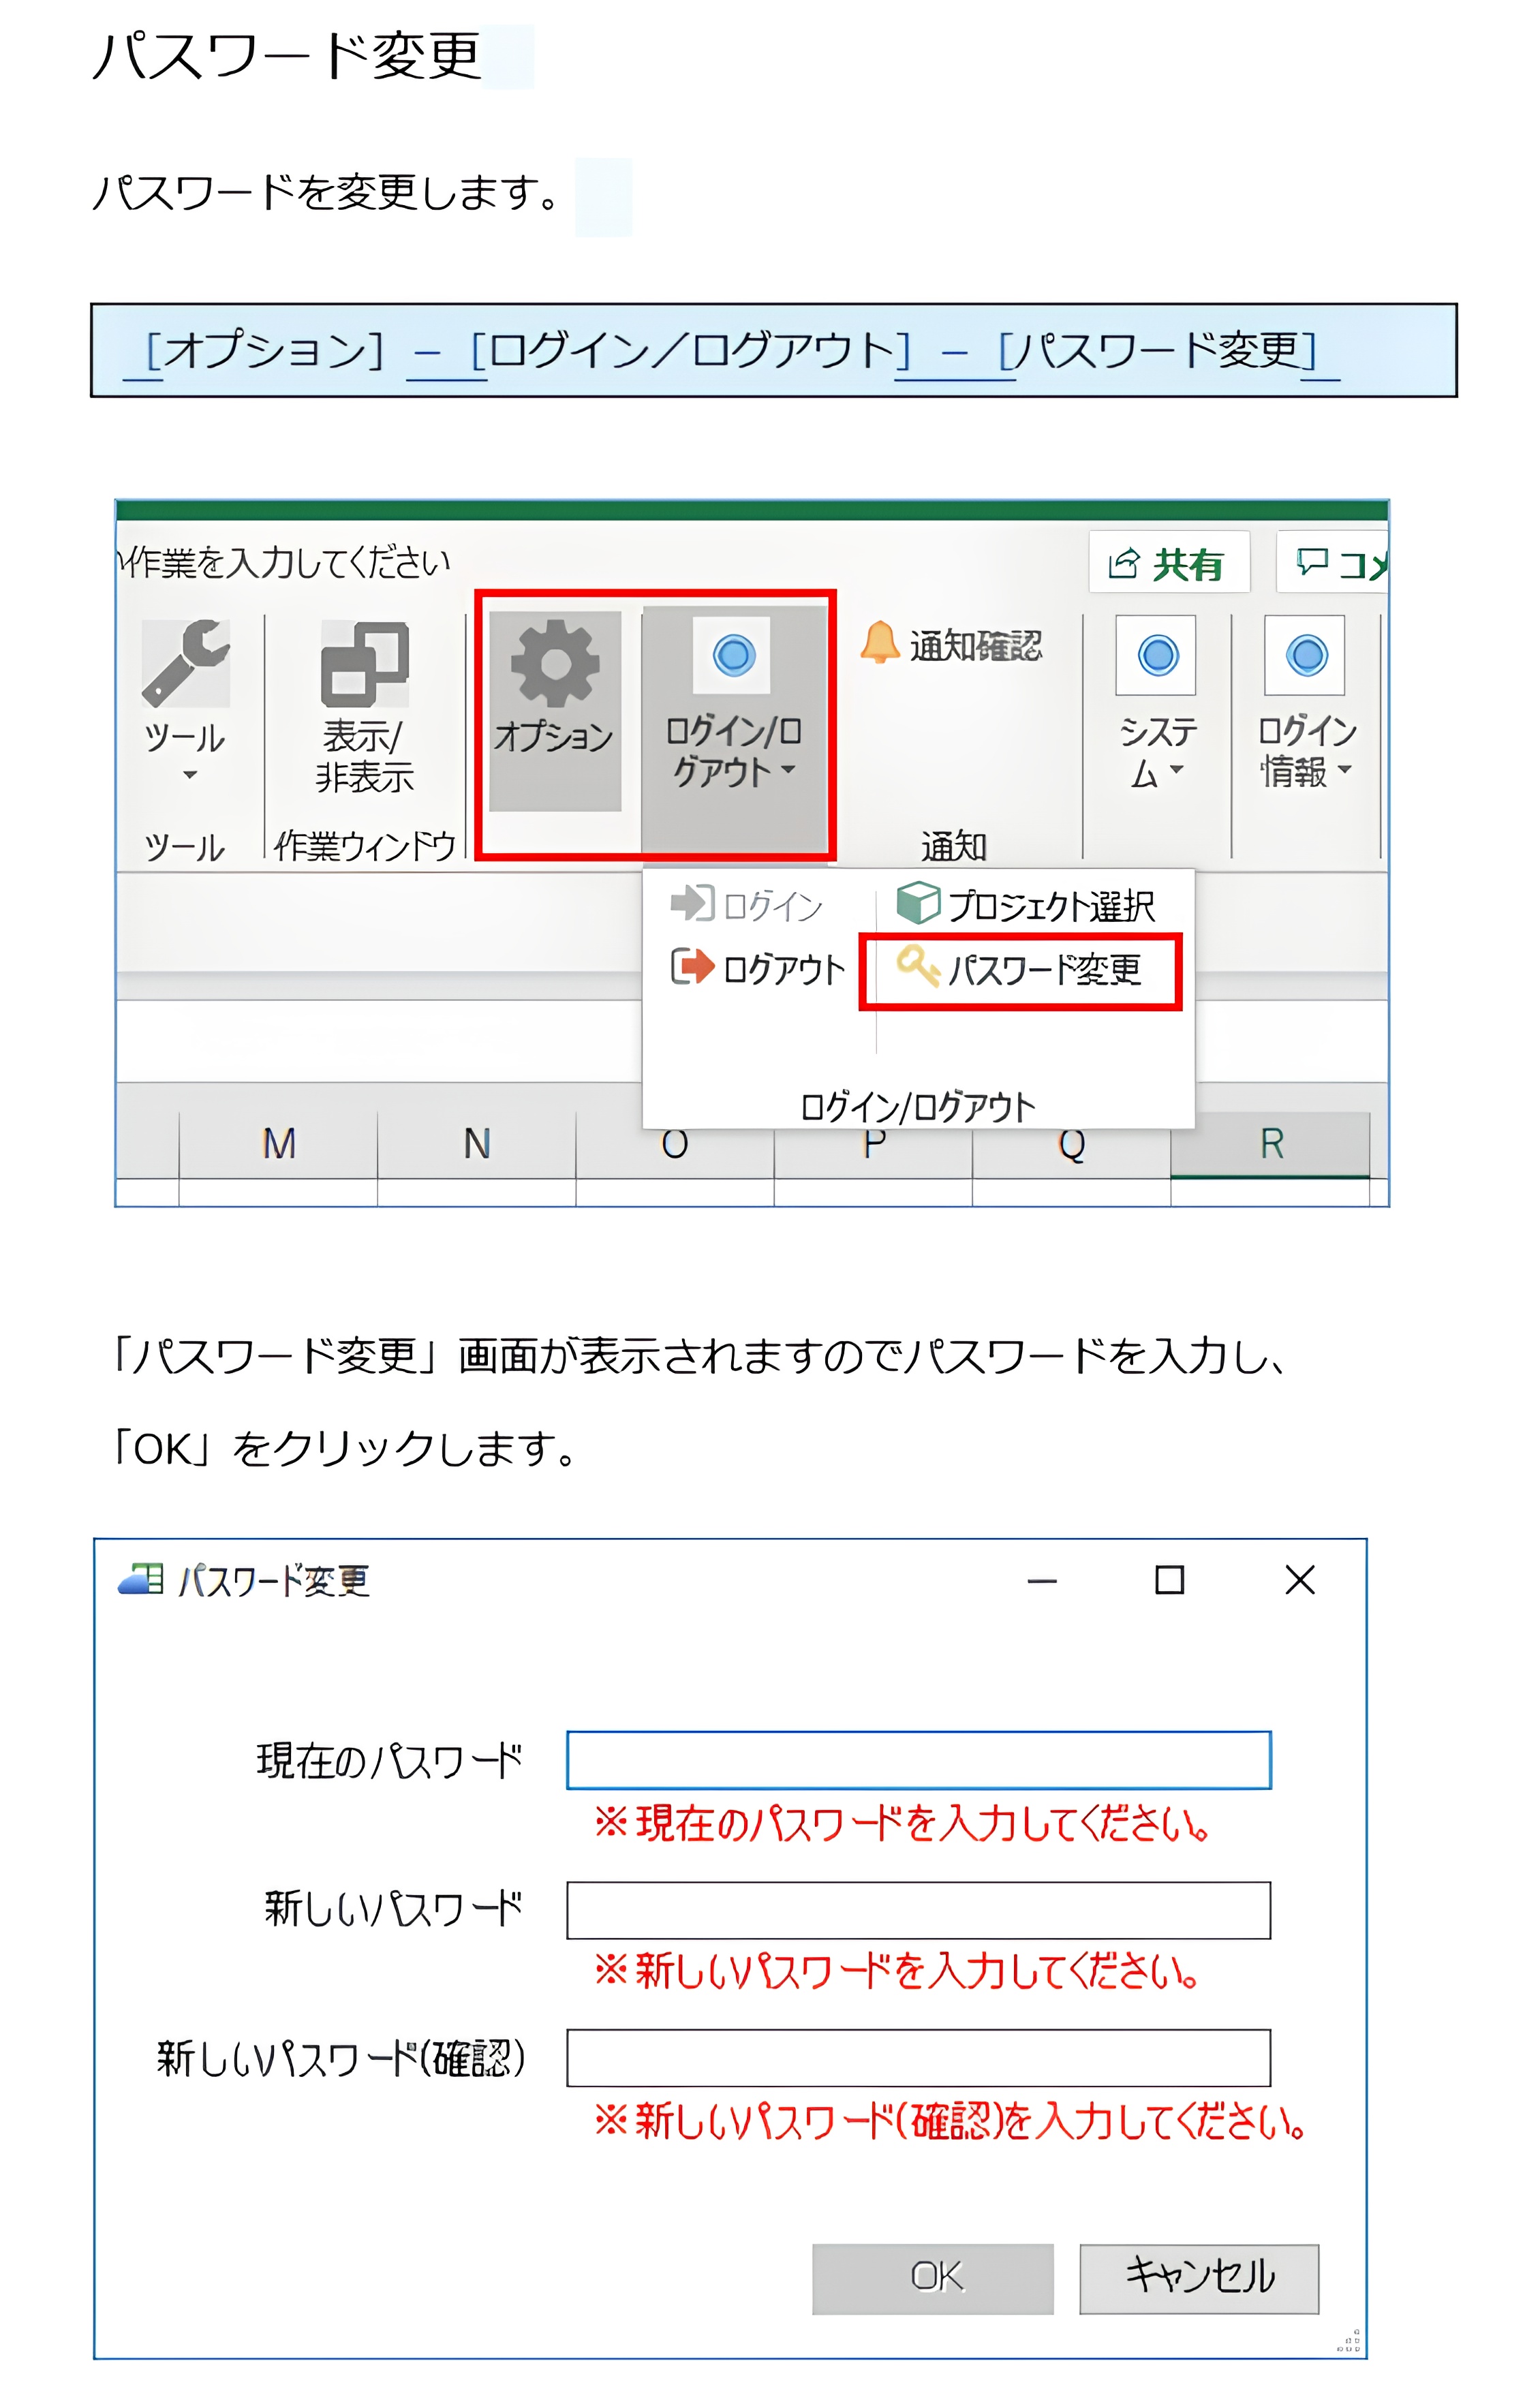 パスワード変更
パスワードを変更します。
[オプション] － [ログイン／ログアウト] － [パスワード変更]
い作業を入力してください
共有
コメ
ツール
表示/
非表示
オプション
ログイン/ロ
グアウト
通知確認
システ
ム
ログイン
情報
ツール
作業ウィンドウ
通知
ログイン
プロジェクト選択
ログアウト
パスワード変更
ログイン/ログアウト
M N O P Q R
「パスワード変更」画面が表示されますのでパスワードを入力し、
「OK」をクリックします。
パスワード変更
現在のパスワード
※現在のパスワードを入力してください。
新しいパスワード
※新しいパスワードを入力してください。
新しいパスワード(確認)
※新しいパスワード(確認)を入力してください。
OK キャンセル